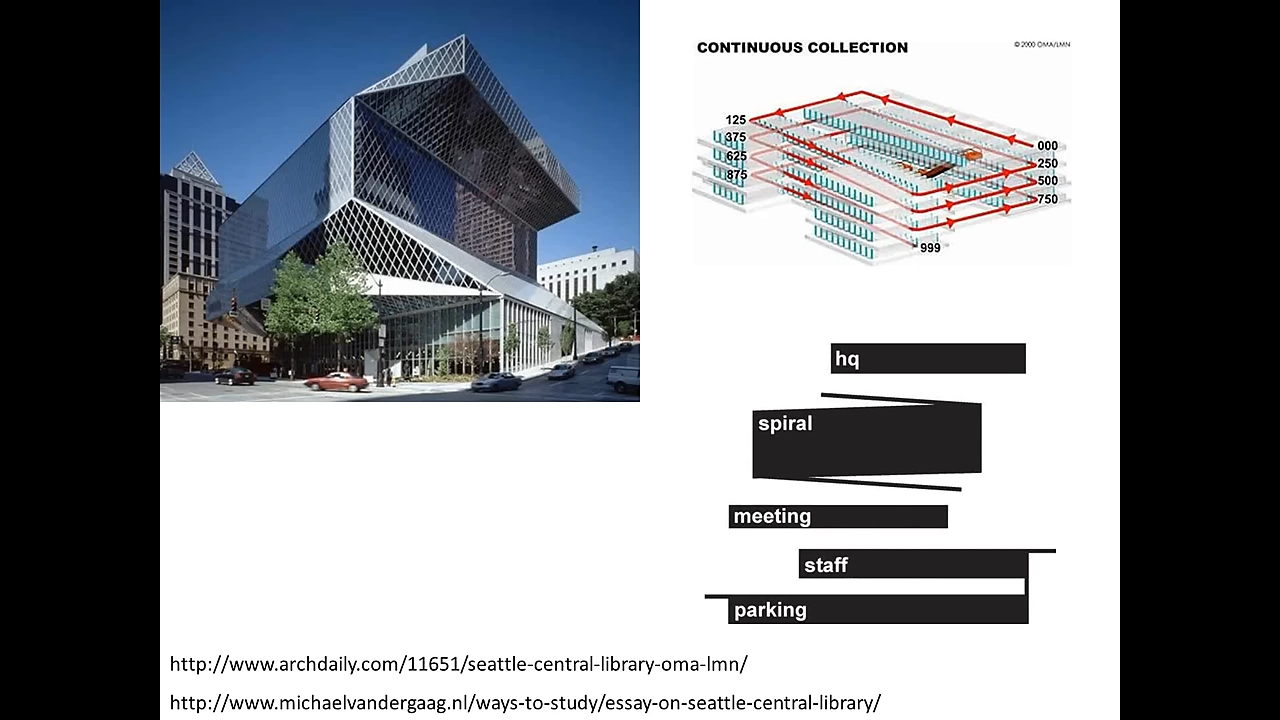 CONTINUOUS COLLECTION
© 2000 OMA/LMN
125
375
625
875
000
250
500
750
999
hq
spiral
meeting
staff
parking
http://www.archdaily.com/11651/seattle-central-library-oma-lmn/
http://www.michaelvandergaag.nl/ways-to-study/essay-on-seattle-central-library/